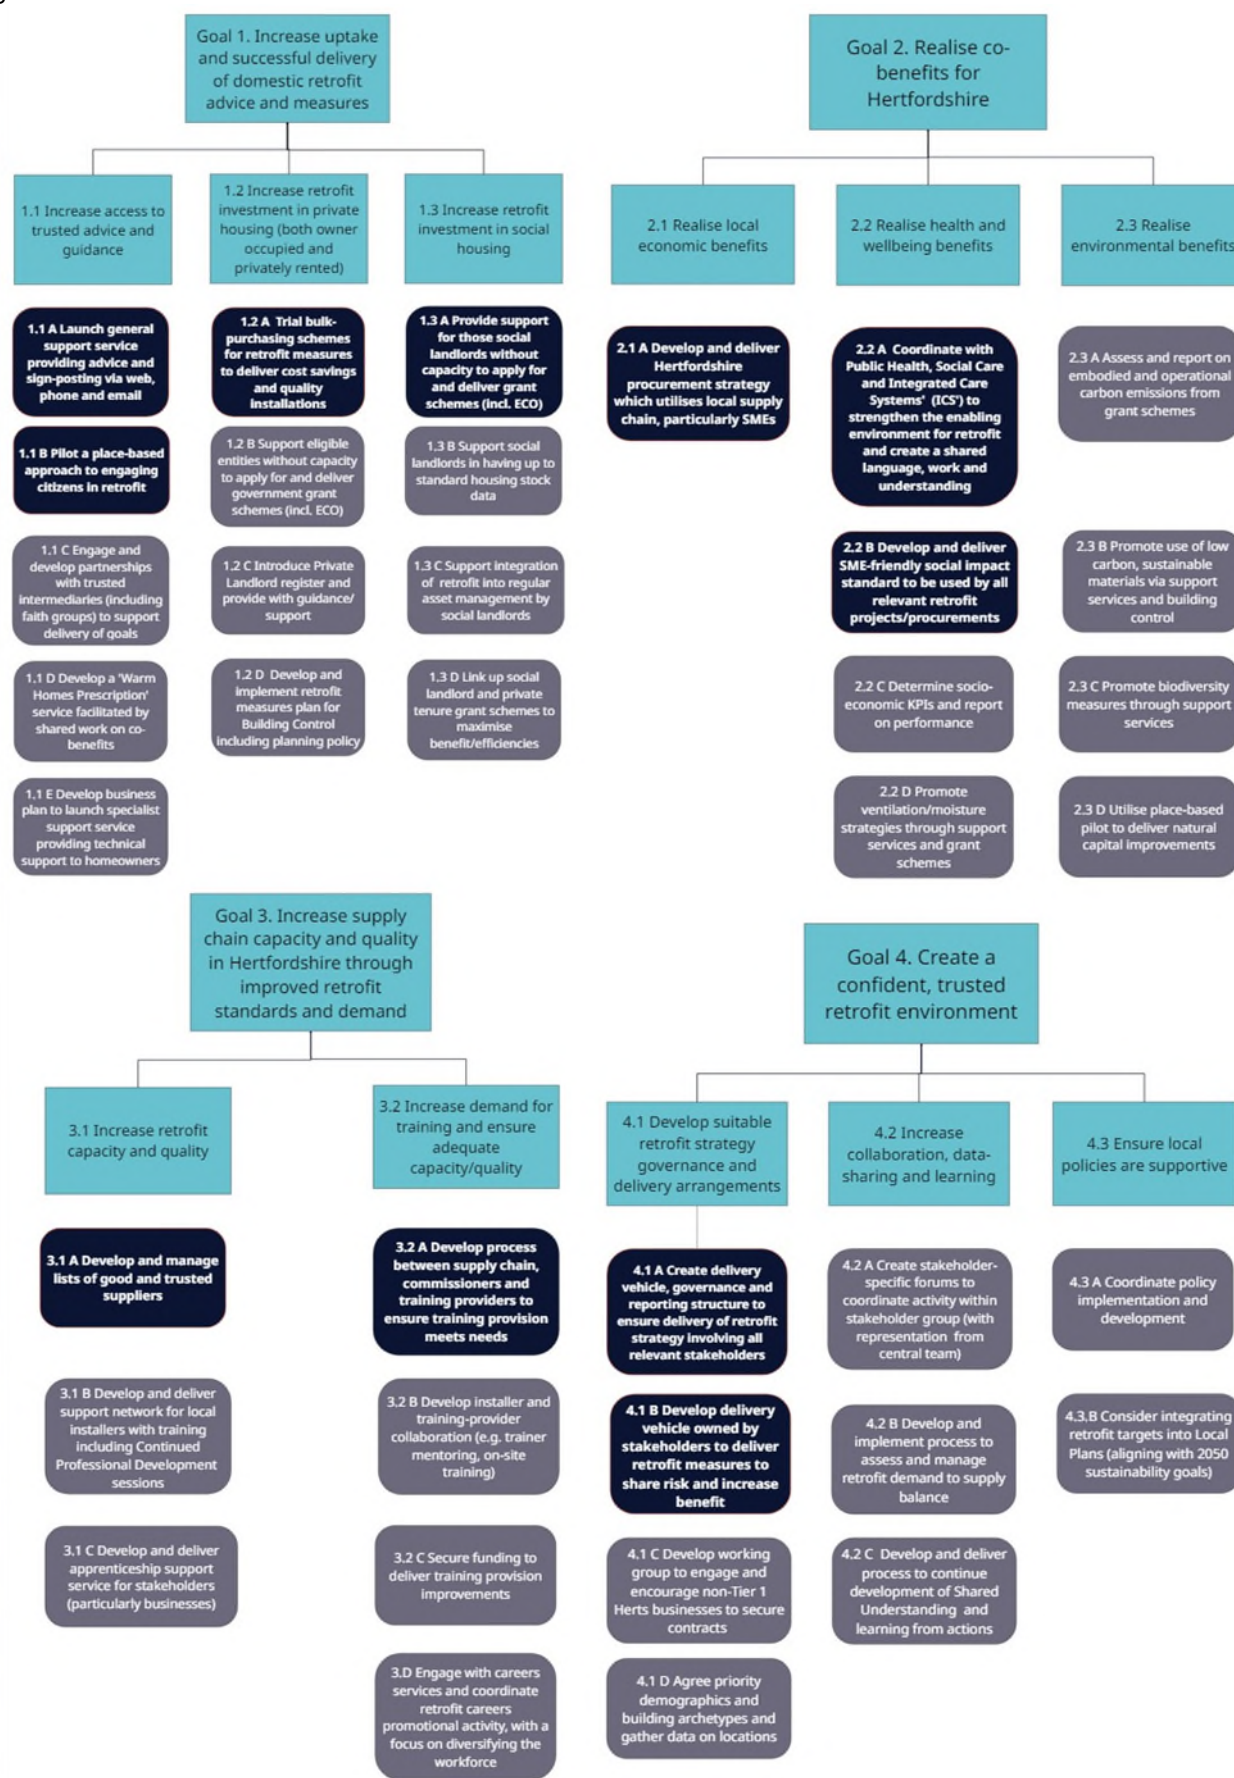 Goal 1. Increase uptake
and successful delivery
of domestic retrofit
advice and measures
1.1 Increase access to
trusted advice and
guidance
1.2 Increase retrofit
investment in private
housing (both owner
occupied and
privately rented)
1.3 Increase retrofit
investment in social
housing
1.1 A Launch general
support service
providing advice and
sign-posting via web,
phone and email
1.1 B Pilot a place-based
approach to engaging
citizens in retrofit
1.1 C Engage and
develop partnerships
with trusted
intermediaries (including
faith groups) to support
delivery of goals
1.1 D Develop a 'Warm
Homes Prescription'
service facilitated by
shared work on co-
benefits
1.1 E Develop business
plan to launch specialist
support service
providing technical
support to homeowners
1.2 A Trial bulk-
purchasing schemes
for retrofit measures
to deliver cost savings
and quality
installations
1.2 B Support eligible
entities without capacity
to apply for and deliver
government grant
schemes (incl. ECO)
1.2 C Introduce Private
Landlord register and
provide with guidance/
support
1.2 D Develop and
implement retrofit
measures plan for
Building Control
including planning policy
1.3 A Provide support
for those social
landlords without
capacity to apply for
and deliver grant
schemes (incl. ECO)
1.3 B Support social
landlords in having up to
standard housing stock
data
1.3 C Support integration
of retrofit into regular
asset management by
social landlords
1.3 D Link up social
landlord and private
tenure grant schemes to
maximise
benefit/efficiencies
Goal 2. Realise co-
benefits for
Hertfordshire
2.1 Realise local
economic benefits
2.2 Realise health and
wellbeing benefits
2.3 Realise
environmental benefits
2.1 A Develop and deliver
Hertfordshire
procurement strategy
which utilises local supply
chain, particularly SMEs
2.2 A Coordinate with
Public Health, Social Care
and Integrated Care
Systems' (ICS') to
strengthen the enabling
environment for retrofit
and create a shared
language, work and
understanding
2.2 B Develop and deliver
SME-friendly social impact
standard to be used by all
relevant retrofit
projects/procurements
2.2 C Determine socio-
economic KPIs and report
on performance
2.2 D Promote
ventilation/moisture
strategies through support
services and grant
schemes
2.3 A Assess and report on
embodied and operational
carbon emissions from
grant schemes
2.3 B Promote use of low
carbon, sustainable
materials via support
services and building
control
2.3 C Promote biodiversity
measures through support
services
2.3 D Utilise place-based
pilot to deliver natural
capital improvements
Goal 3. Increase supply
chain capacity and quality
in Hertfordshire through
improved retrofit
standards and demand
3.1 Increase retrofit
capacity and quality
3.2 Increase demand for
training and ensure
adequate
capacity/quality
3.1 A Develop and manage
lists of good and trusted
suppliers
3.1 B Develop and deliver
support network for local
installers with training
including Continued
Professional Development
sessions
3.1 C Develop and deliver
apprenticeship support
service for stakeholders
(particularly businesses)
3.2 A Develop process
between supply chain,
commissioners and
training providers to
ensure training provision
meets needs
3.2 B Develop installer and
training-provider
collaboration (e.g. trainer
mentoring, on-site
training)
3.2 C Secure funding to
deliver training provision
improvements
3.D Engage with careers
services and coordinate
retrofit careers
promotional activity, with a
focus on diversifying the
workforce
Goal 4. Create a
confident, trusted
retrofit environment
4.1 Develop suitable
retrofit strategy
governance and
delivery arrangements
4.2 Increase
collaboration, data-
sharing and learning
4.3 Ensure local
policies are supportive
4.1 A Create delivery
vehicle, governance and
reporting structure to
ensure delivery of retrofit
strategy involving all
relevant stakeholders
4.1 B Develop delivery
vehicle owned by
stakeholders to deliver
retrofit measures to
share risk and increase
benefit
4.1 C Develop working
group to engage and
encourage non-Tier 1
Herts businesses to secure
contracts
4.1 D Agree priority
demographics and
building archetypes and
gather data on locations
4.2 A Create stakeholder-
specific forums to
coordinate activity within
stakeholder group (with
representation from
central team)
4.2 B Develop and
implement process to
assess and manage
retrofit demand to supply
balance
4.2 C Develop and deliver
process to continue
development of Shared
Understanding and
learning from actions
4.3 A Coordinate policy
implementation and
development
4.3.B Consider integrating
retrofit targets into Local
Plans (aligning with 2050
sustainability goals)